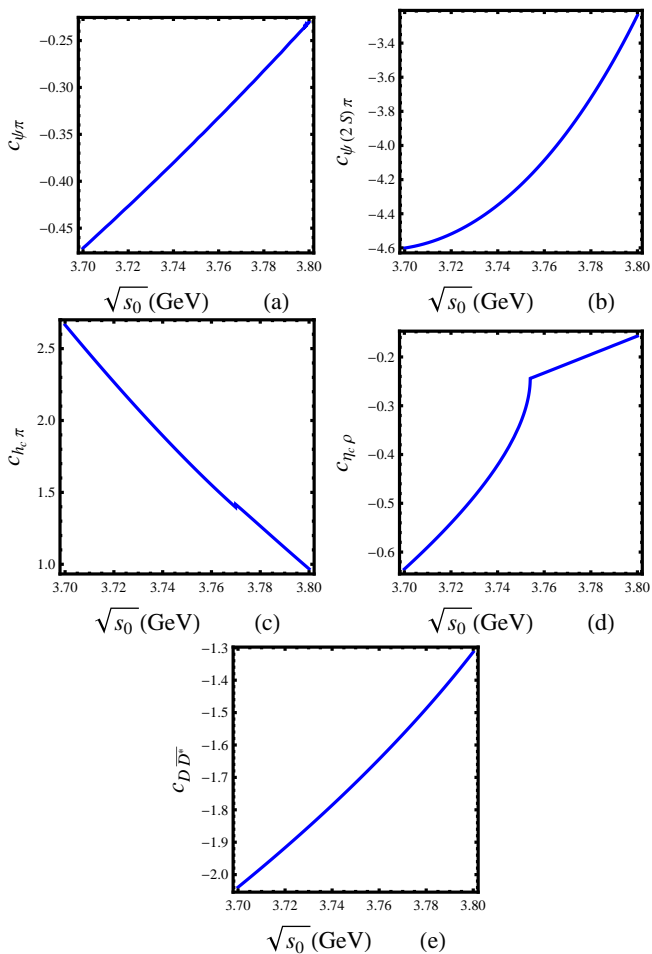 −0.25
−0.30
−0.35
−0.40
−0.45
c_{ψπ}
3.70 3.72 3.74 3.76 3.78 3.80
√s₀ (GeV) (a)
−3.4
−3.6
−3.8
−4.0
−4.2
−4.4
−4.6
c_{ψ(2S)π}
3.70 3.72 3.74 3.76 3.78 3.80
√s₀ (GeV) (b)
2.5
2.0
1.5
1.0
c_{h_c π}
3.70 3.72 3.74 3.76 3.78 3.80
√s₀ (GeV) (c)
−0.2
−0.3
−0.4
−0.5
−0.6
c_{η_c ρ}
3.70 3.72 3.74 3.76 3.78 3.80
√s₀ (GeV) (d)
−1.3
−1.4
−1.5
−1.6
−1.7
−1.8
−1.9
−2.0
c_{D \overline{D^*}}
3.70 3.72 3.74 3.76 3.78 3.80
√s₀ (GeV) (e)